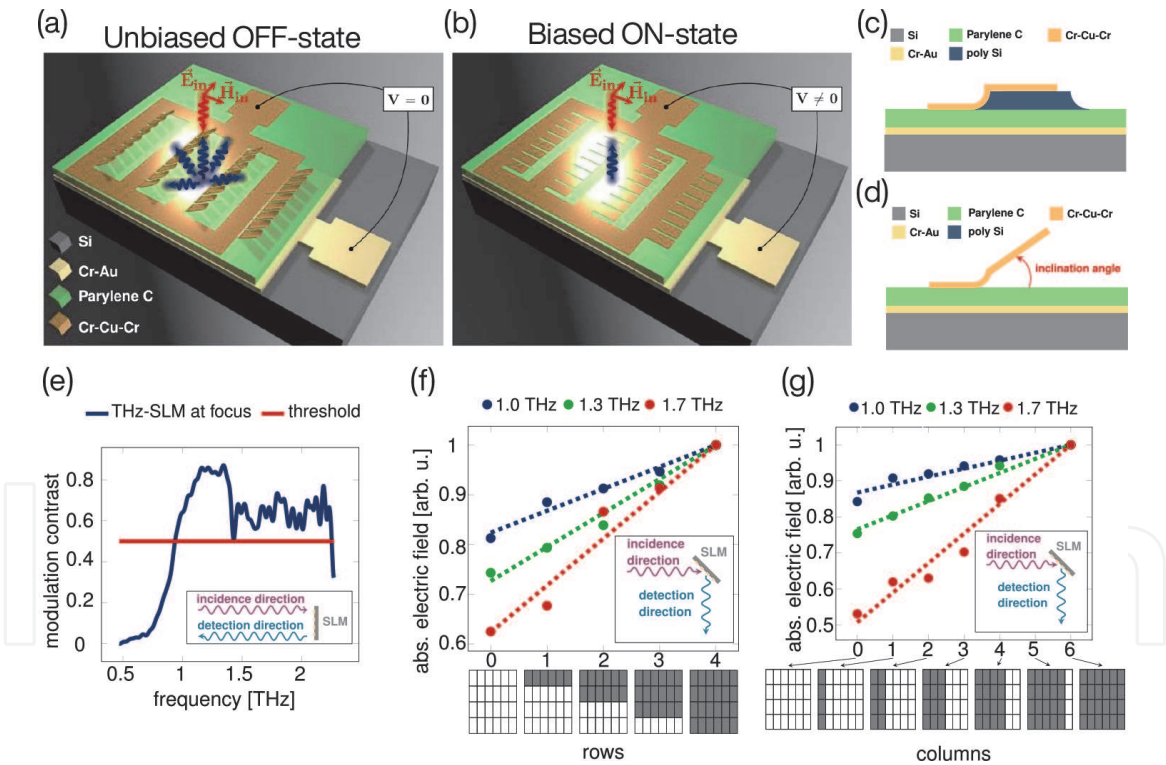 (a)
Unbiased OFF-state
E⃗in
H⃗in
V = 0
Si
Cr-Au
Parylene C
Cr-Cu-Cr
(b)
Biased ON-state
E⃗in
H⃗in
V ≠ 0
(c)
Si Parylene C Cr-Cu-Cr
Cr-Au poly Si
(d)
Si Parylene C Cr-Cu-Cr
Cr-Au poly Si
inclination angle
(e)
THz-SLM at focus threshold
modulation contrast
0.8
0.6
0.4
0.2
0
incidence direction
detection direction
SLM
0.5 1 1.5 2
frequency [THz]
(f)
1.0 THz 1.3 THz 1.7 THz
abs. electric field [arb. u.]
1
0.9
0.8
0.7
0.6
incidence
direction
SLM
detection
direction
0 1 2 3 4
rows
(g)
1.0 THz 1.3 THz 1.7 THz
abs. electric field [arb. u.]
1
0.9
0.8
0.7
0.6
0.5
incidence
direction
SLM
detection
direction
0 1 2 3 4 5 6
columns